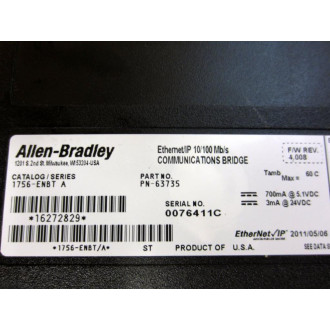 Allen-Bradley
1201 S. 2nd St. Milwaukee, WI 53204-USA
Ethernet/IP 10/100 Mb/s
COMMUNICATIONS BRIDGE
F/W REV.
4.008
CATALOG / SERIES
1756-ENBT A
PART NO.
PN-63735
Tamb Max = 60 C
700mA @ 5.1VDC
3mA @ 24VDC
*16272829*
SERIAL NO.
0076411C
EtherNet/IP
2011/05/06
*1756-ENBT/A*
ST
PRODUCT OF U.S.A.
SEE DATA S